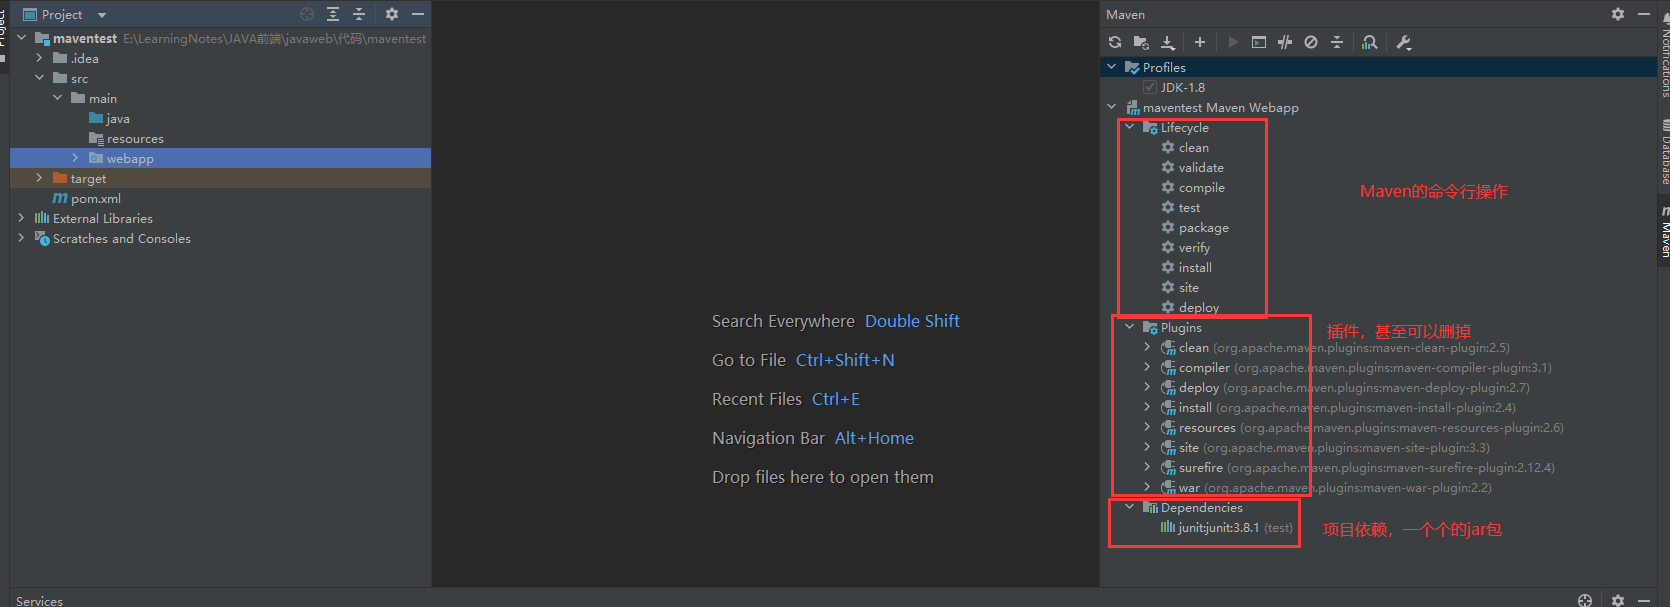 Project
maventest E:\LearningNotes\JAVA前端\javaweb\代码\maventest
.idea
src
main
java
resources
webapp
target
pom.xml
External Libraries
Scratches and Consoles
Search Everywhere Double Shift
Go to File Ctrl+Shift+N
Recent Files Ctrl+E
Navigation Bar Alt+Home
Drop files here to open them
Maven
Profiles
JDK-1.8
maventest Maven Webapp
Lifecycle
clean
validate
compile
test
package
verify
install
site
deploy
Maven的命令行操作
Plugins
插件，甚至可以删掉
clean (org.apache.maven.plugins:maven-clean-plugin:2.5)
compiler (org.apache.maven.plugins:maven-compiler-plugin:3.1)
deploy (org.apache.maven.plugins:maven-deploy-plugin:2.7)
install (org.apache.maven.plugins:maven-install-plugin:2.4)
resources (org.apache.maven.plugins:maven-resources-plugin:2.6)
site (org.apache.maven.plugins:maven-site-plugin:3.3)
surefire (org.apache.maven.plugins:maven-surefire-plugin:2.12.4)
war (org.apache.maven.plugins:maven-war-plugin:2.2)
Dependencies
junit:junit:3.8.1 (test)
项目依赖，一个个的jar包
Notifications
Database
Maven
Project
Services